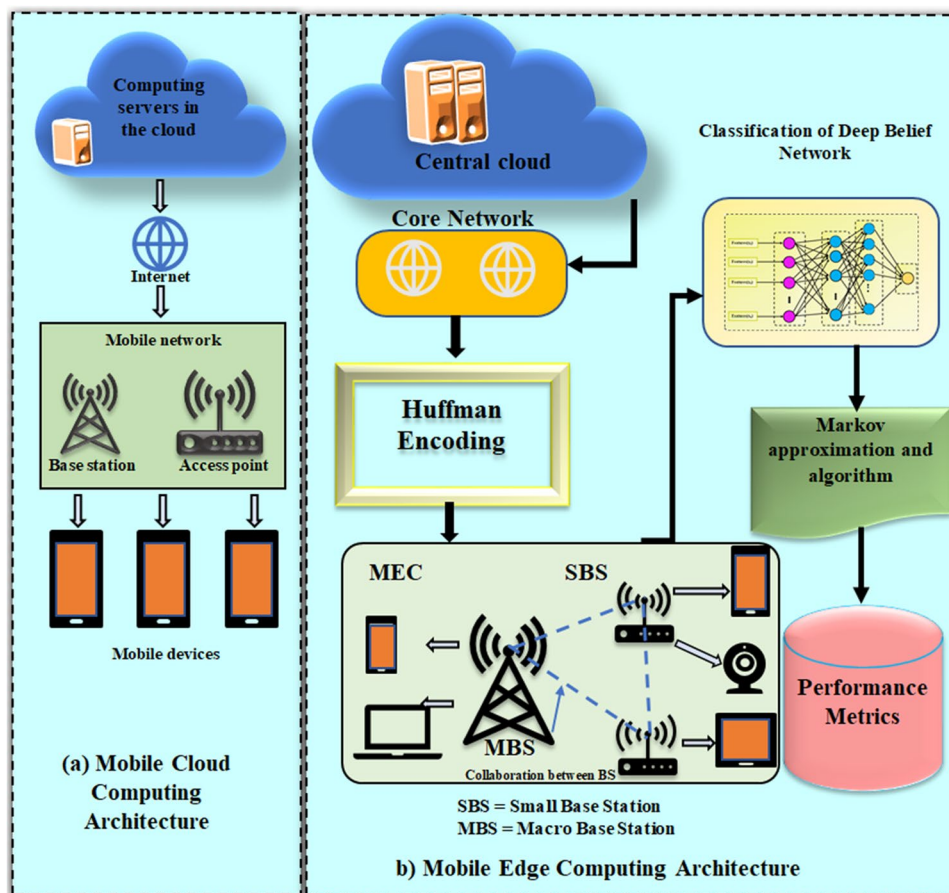 Computing
servers in
the cloud
Internet
Mobile network
Base station
Access point
Mobile devices
(a) Mobile Cloud
Computing
Architecture
Central cloud
Core Network
Huffman
Encoding
MEC
SBS
MBS
Collaboration between BS
SBS = Small Base Station
MBS = Macro Base Station
Classification of Deep Belief
Network
Markov
approximation and
algorithm
Performance
Metrics
b) Mobile Edge Computing Architecture